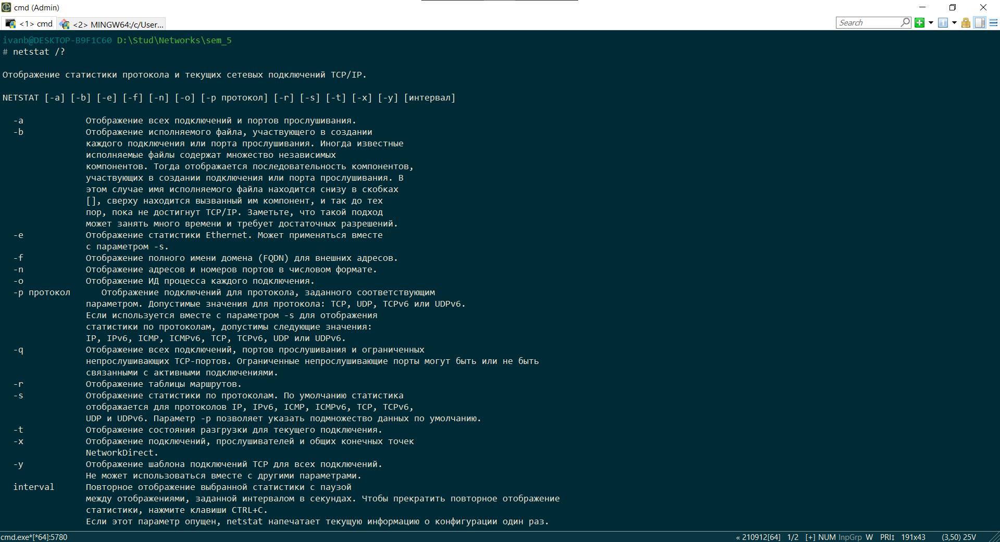 cmd (Admin)
<1> cmd
<2> MINGW64:/c/User...
Search
ivanb@DESKTOP-B9F1C60 D:\Stud\Networks\sem_5
# netstat /?
Отображение статистики протокола и текущих сетевых подключений TCP/IP.
NETSTAT [-a] [-b] [-e] [-f] [-n] [-o] [-p протокол] [-r] [-s] [-t] [-x] [-y] [интервал]
-a Отображение всех подключений и портов прослушивания.
-b Отображение исполняемого файла, участвующего в создании
каждого подключения или порта прослушивания. Иногда известные
исполняемые файлы содержат множество независимых
компонентов. Тогда отображается последовательность компонентов,
участвующих в создании подключения или порта прослушивания. В
этом случае имя исполняемого файла находится снизу в скобках
[], сверху находится вызванный им компонент, и так до тех
пор, пока не достигнут TCP/IP. Заметьте, что такой подход
может занять много времени и требует достаточных разрешений.
-e Отображение статистики Ethernet. Может применяться вместе
с параметром -s.
-f Отображение полного имени домена (FQDN) для внешних адресов.
-n Отображение адресов и номеров портов в числовом формате.
-o Отображение ИД процесса каждого подключения.
-p протокол Отображение подключений для протокола, заданного соответствующим
параметром. Допустимые значения для протокола: TCP, UDP, TCPv6 или UDPv6.
Если используется вместе с параметром -s для отображения
статистики по протоколам, допустимы следующие значения:
IP, IPv6, ICMP, ICMPv6, TCP, TCPv6, UDP или UDPv6.
-q Отображение всех подключений, портов прослушивания и ограниченных
непрослушивающих TCP-портов. Ограниченные непрослушивающие порты могут быть или не быть
связанными с активными подключениями.
-r Отображение таблицы маршрутов.
-s Отображение статистики по протоколам. По умолчанию статистика
отображается для протоколов IP, IPv6, ICMP, ICMPv6, TCP, TCPv6,
UDP и UDPv6. Параметр -p позволяет указать подмножество данных по умолчанию.
-t Отображение состояния разгрузки для текущего подключения.
-x Отображение подключений, прослушивателей и общих конечных точек
NetworkDirect.
-y Отображение шаблона подключений TCP для всех подключений.
Не может использоваться вместе с другими параметрами.
interval Повторное отображение выбранной статистики с паузой
между отображениями, заданной интервалом в секундах. Чтобы прекратить повторное отображение
статистики, нажмите клавиши CTRL+C.
Если этот параметр опущен, netstat напечатает текущую информацию о конфигурации один раз.
cmd.exe*[*64]:5780
« 210912[64] 1/2 [+] NUM InpGrp W PRI↕ 191x43 (3,50) 25V